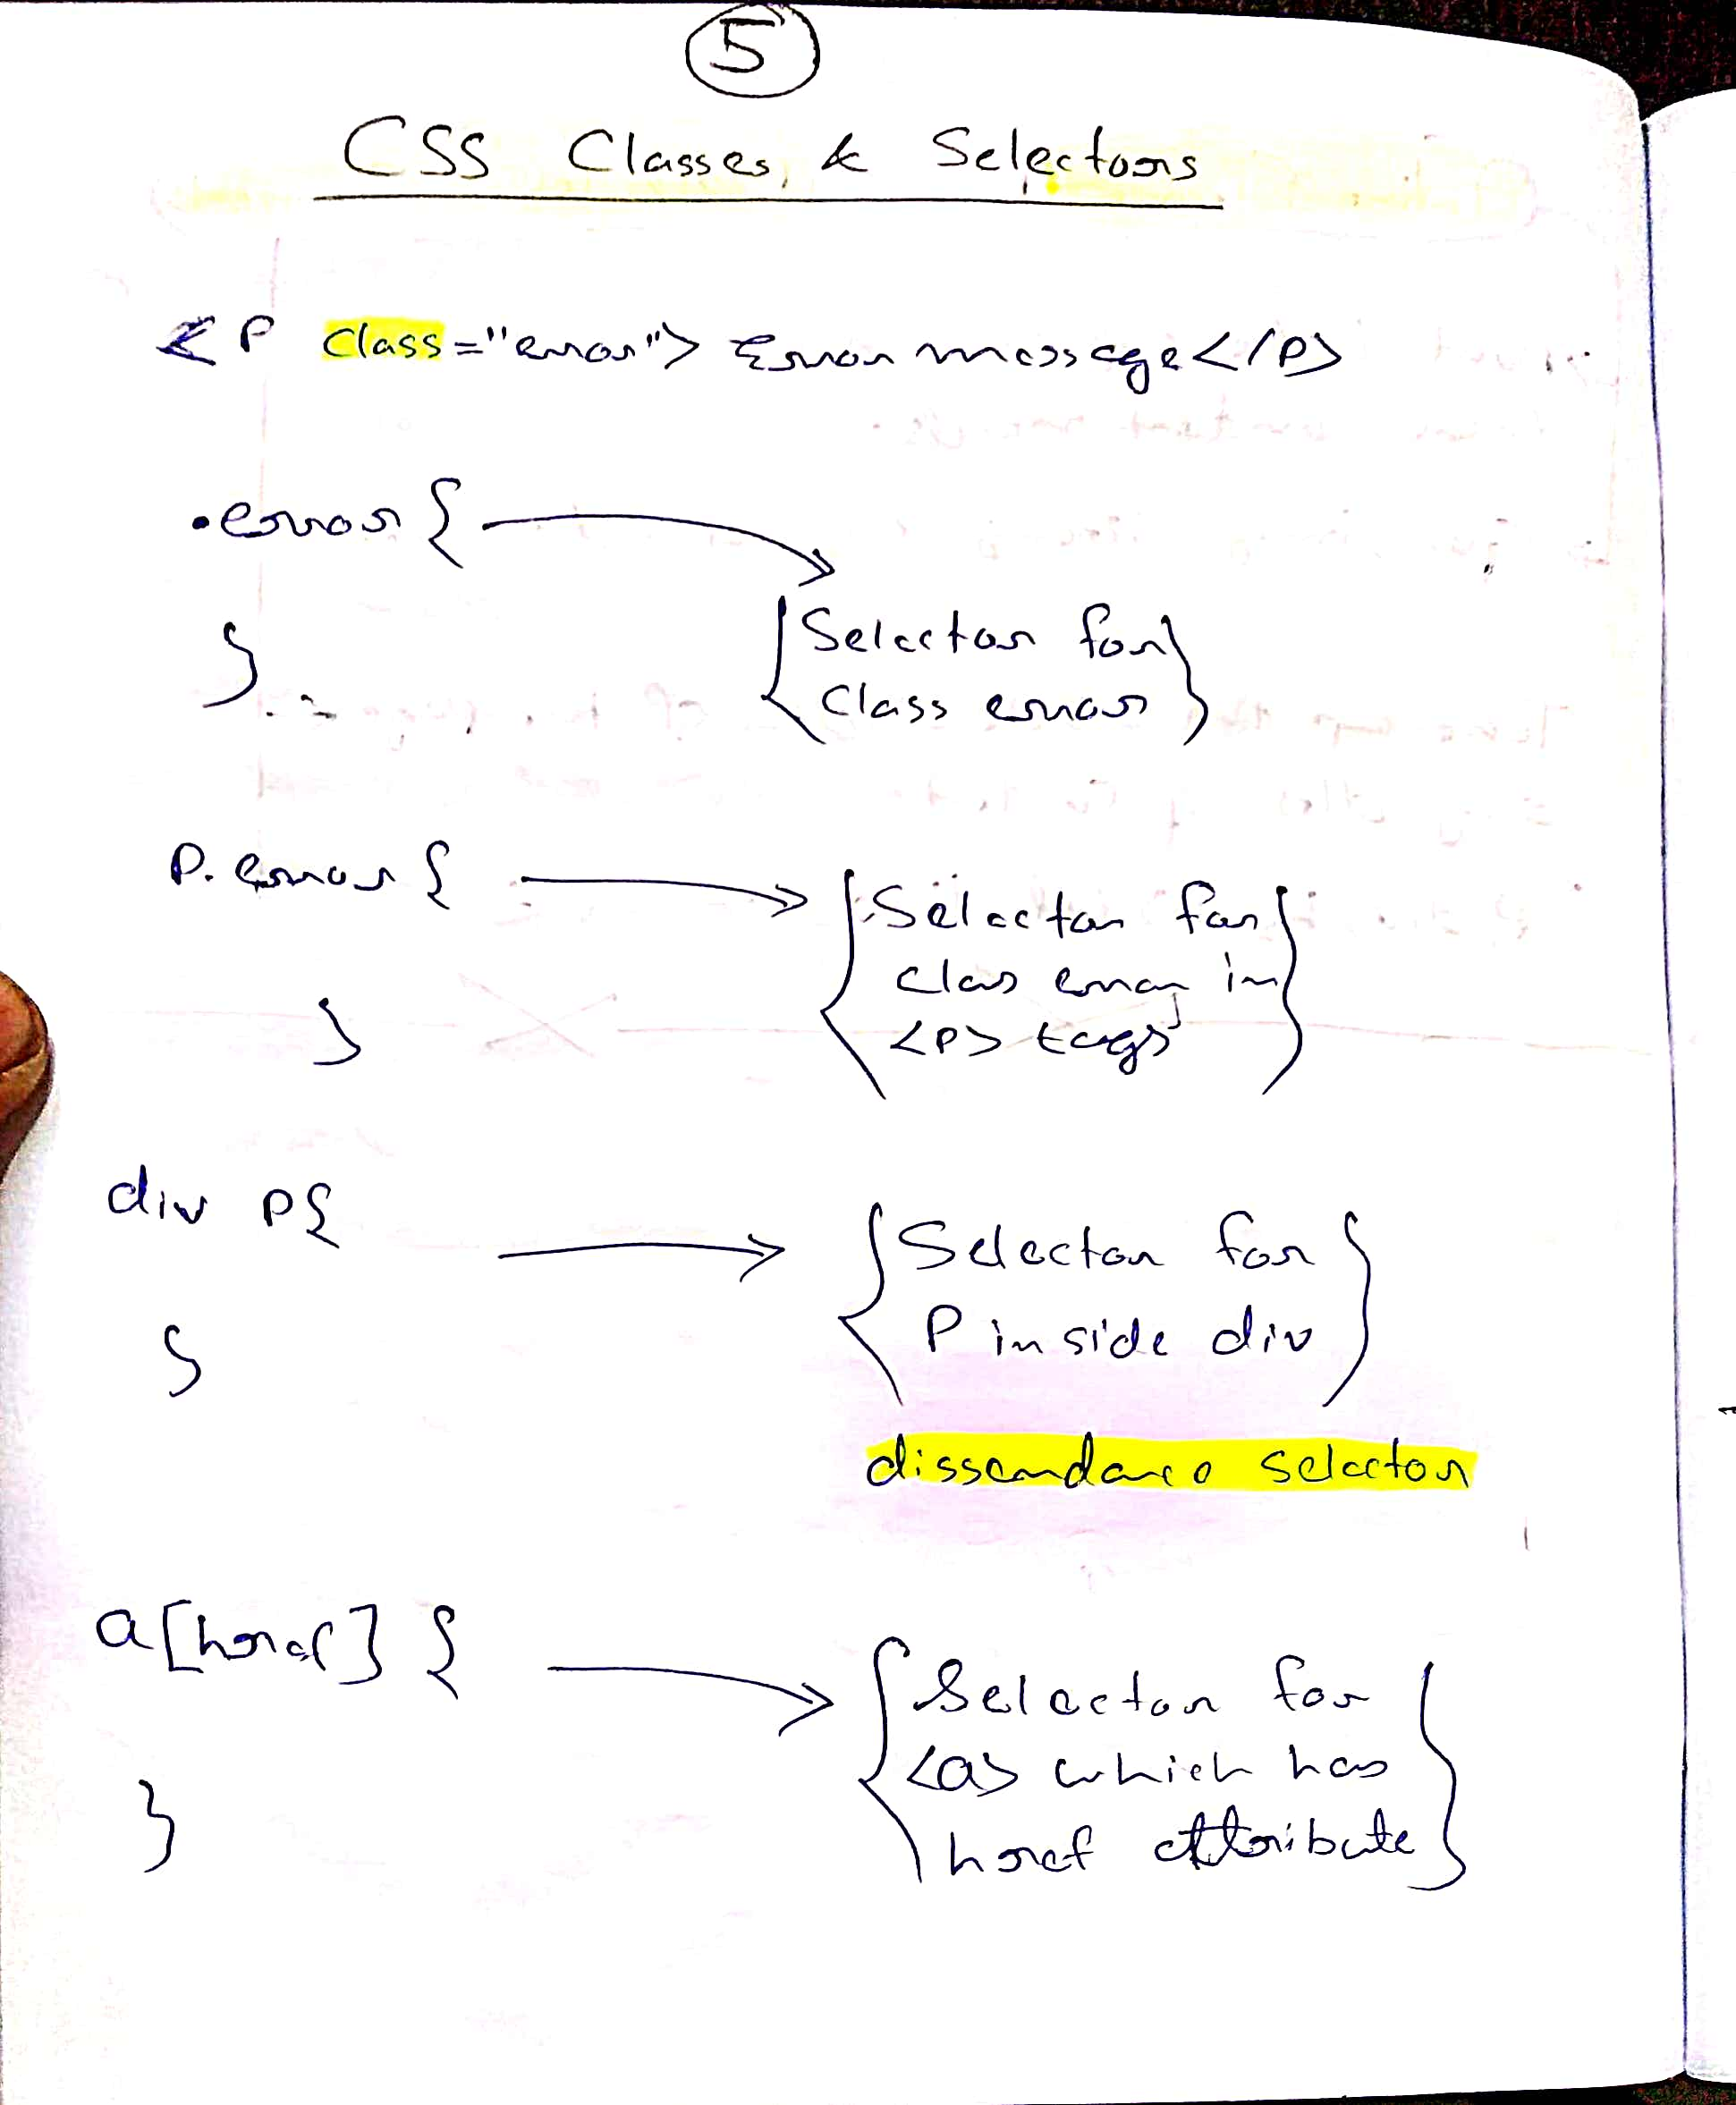 5
CSS Classes, & Selectors
<P class="error"> Error message</P>
.error {
}
Selector for
Class error
P. error {
}
Selector for
clas error in
<P> tags
div P{
}
Selector for
P inside div
dissendance selector
a[href] {
}
Selector for
<a> which has
href attribute